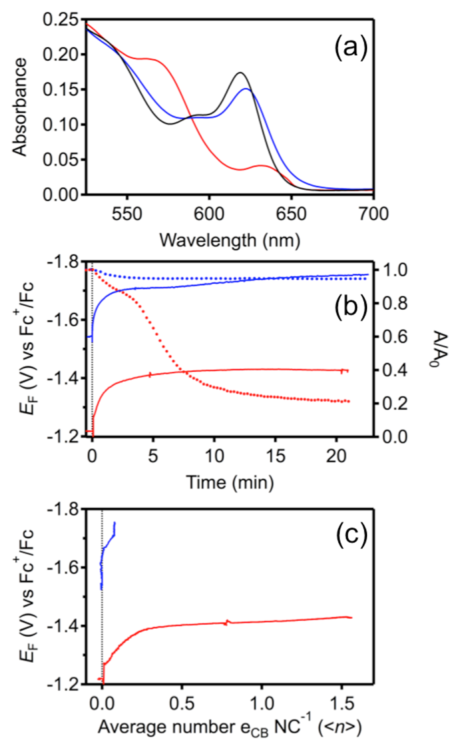 (a)
Absorbance
0.25
0.20
0.15
0.10
0.05
0.00
550 600 650 700
Wavelength (nm)
(b)
E_F (V) vs Fc⁺/Fc
-1.8
-1.6
-1.4
-1.2
1.0
0.8
0.6
0.4
0.2
0.0
A/A₀
0 5 10 15 20
Time (min)
(c)
E_F (V) vs Fc⁺/Fc
-1.8
-1.6
-1.4
-1.2
0.0 0.5 1.0 1.5
Average number e_CB NC⁻¹ (<n>)